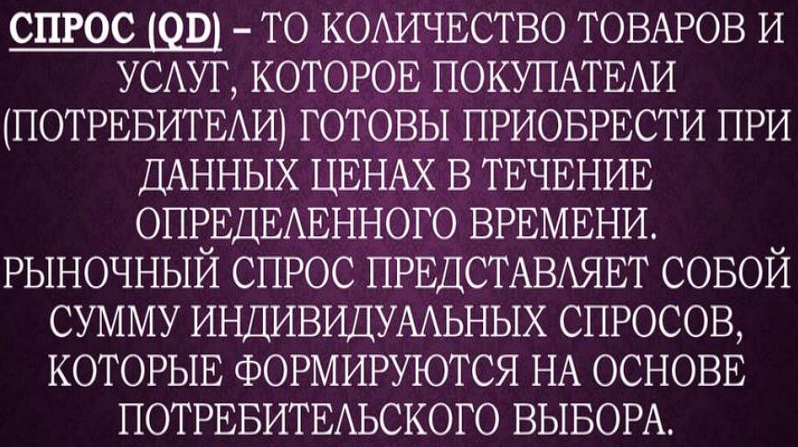 СПРОС (QD) – ТО КОЛИЧЕСТВО ТОВАРОВ И
УСЛУГ, КОТОРОЕ ПОКУПАТЕЛИ
(ПОТРЕБИТЕЛИ) ГОТОВЫ ПРИОБРЕСТИ ПРИ
ДАННЫХ ЦЕНАХ В ТЕЧЕНИЕ
ОПРЕДЕЛЕННОГО ВРЕМЕНИ.
РЫНОЧНЫЙ СПРОС ПРЕДСТАВЛЯЕТ СОБОЙ
СУММУ ИНДИВИДУАЛЬНЫХ СПРОСОВ,
КОТОРЫЕ ФОРМИРУЮТСЯ НА ОСНОВЕ
ПОТРЕБИТЕЛЬСКОГО ВЫБОРА.